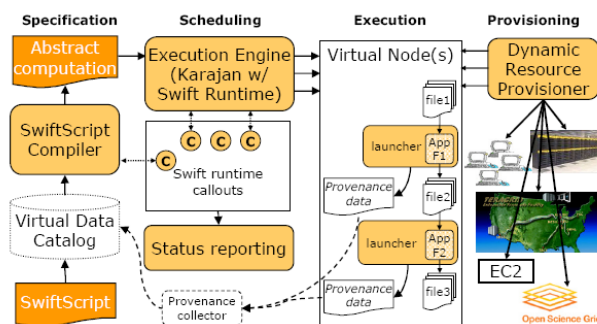 Specification
Scheduling
Execution
Provisioning
Abstract
computation
Execution Engine
(Karajan w/
Swift Runtime)
Virtual Node(s)
Dynamic
Resource
Provisioner
file1
SwiftScript
Compiler
C
C
C
C
Swift runtime
callouts
launcher
App
F1
Provenance
data
file2
Virtual Data
Catalog
Status reporting
launcher
App
F2
SwiftScript
Provenance
collector
Provenance
data
file3
EC2
Open Science Grid